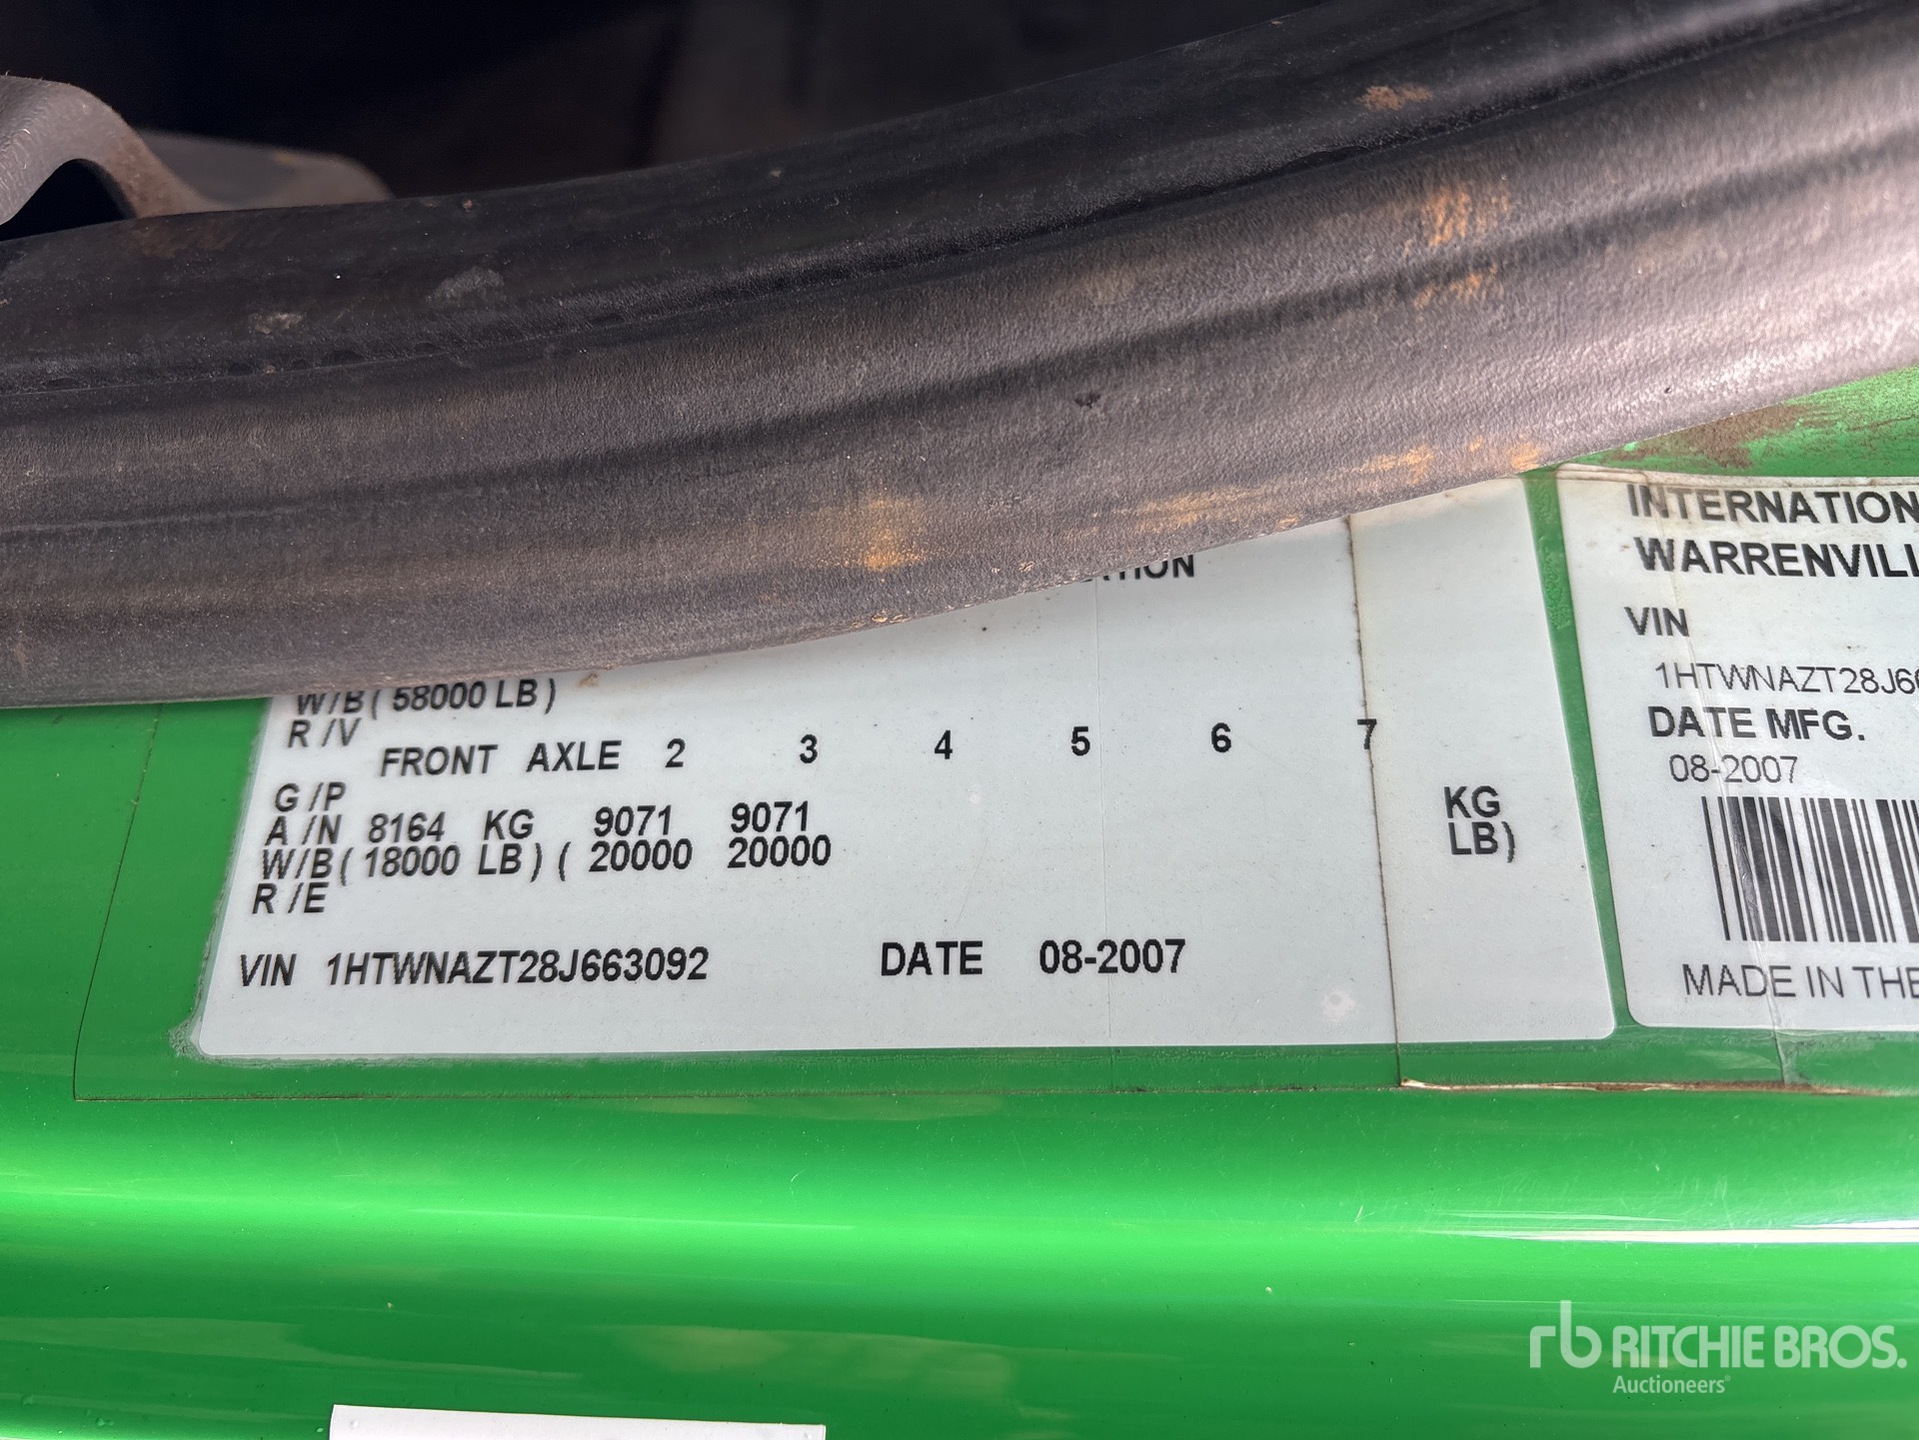 W/B ( 58000 LB )
R /V
FRONT AXLE 2 3 4 5 6 7
G /P
A /N 8164 KG 9071 9071 KG
W/B ( 18000 LB ) ( 20000 20000 LB )
R /E
VIN 1HTWNAZT28J663092 DATE 08-2007
INTERNATION
WARRENVILL
VIN
1HTWNAZT28J6
DATE MFG.
08-2007
MADE IN THE
rb RITCHIE BROS.
Auctioneers